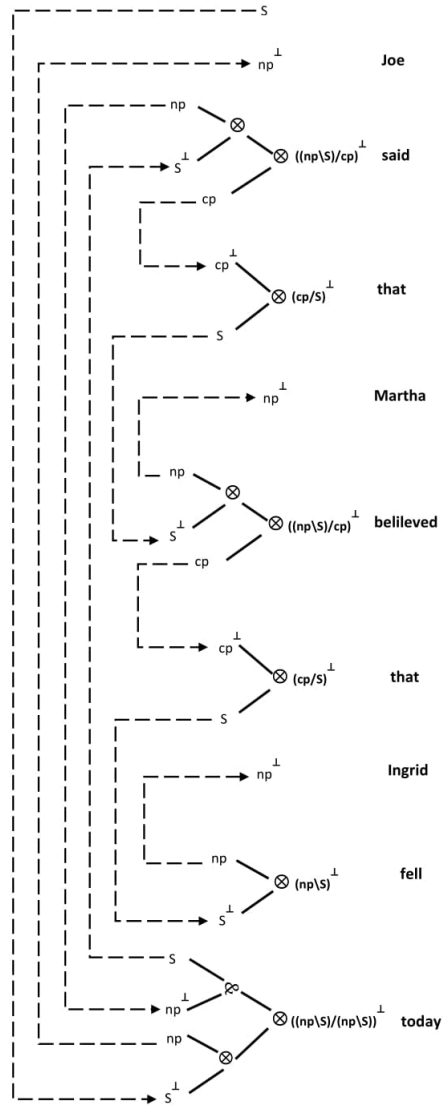 S
np⊥ Joe
np
⊗
S⊥ ⊗ ((np\S)/cp)⊥ said
cp
cp⊥
⊗ (cp/S)⊥ that
S
np⊥ Martha
np
⊗
S⊥ ⊗ ((np\S)/cp)⊥ belileved
cp
cp⊥
⊗ (cp/S)⊥ that
S
np⊥ Ingrid
np
⊗ (np\S)⊥ fell
S⊥
S
⅋
np⊥ ⊗ ((np\S)/(np\S))⊥ today
np
⊗
S⊥